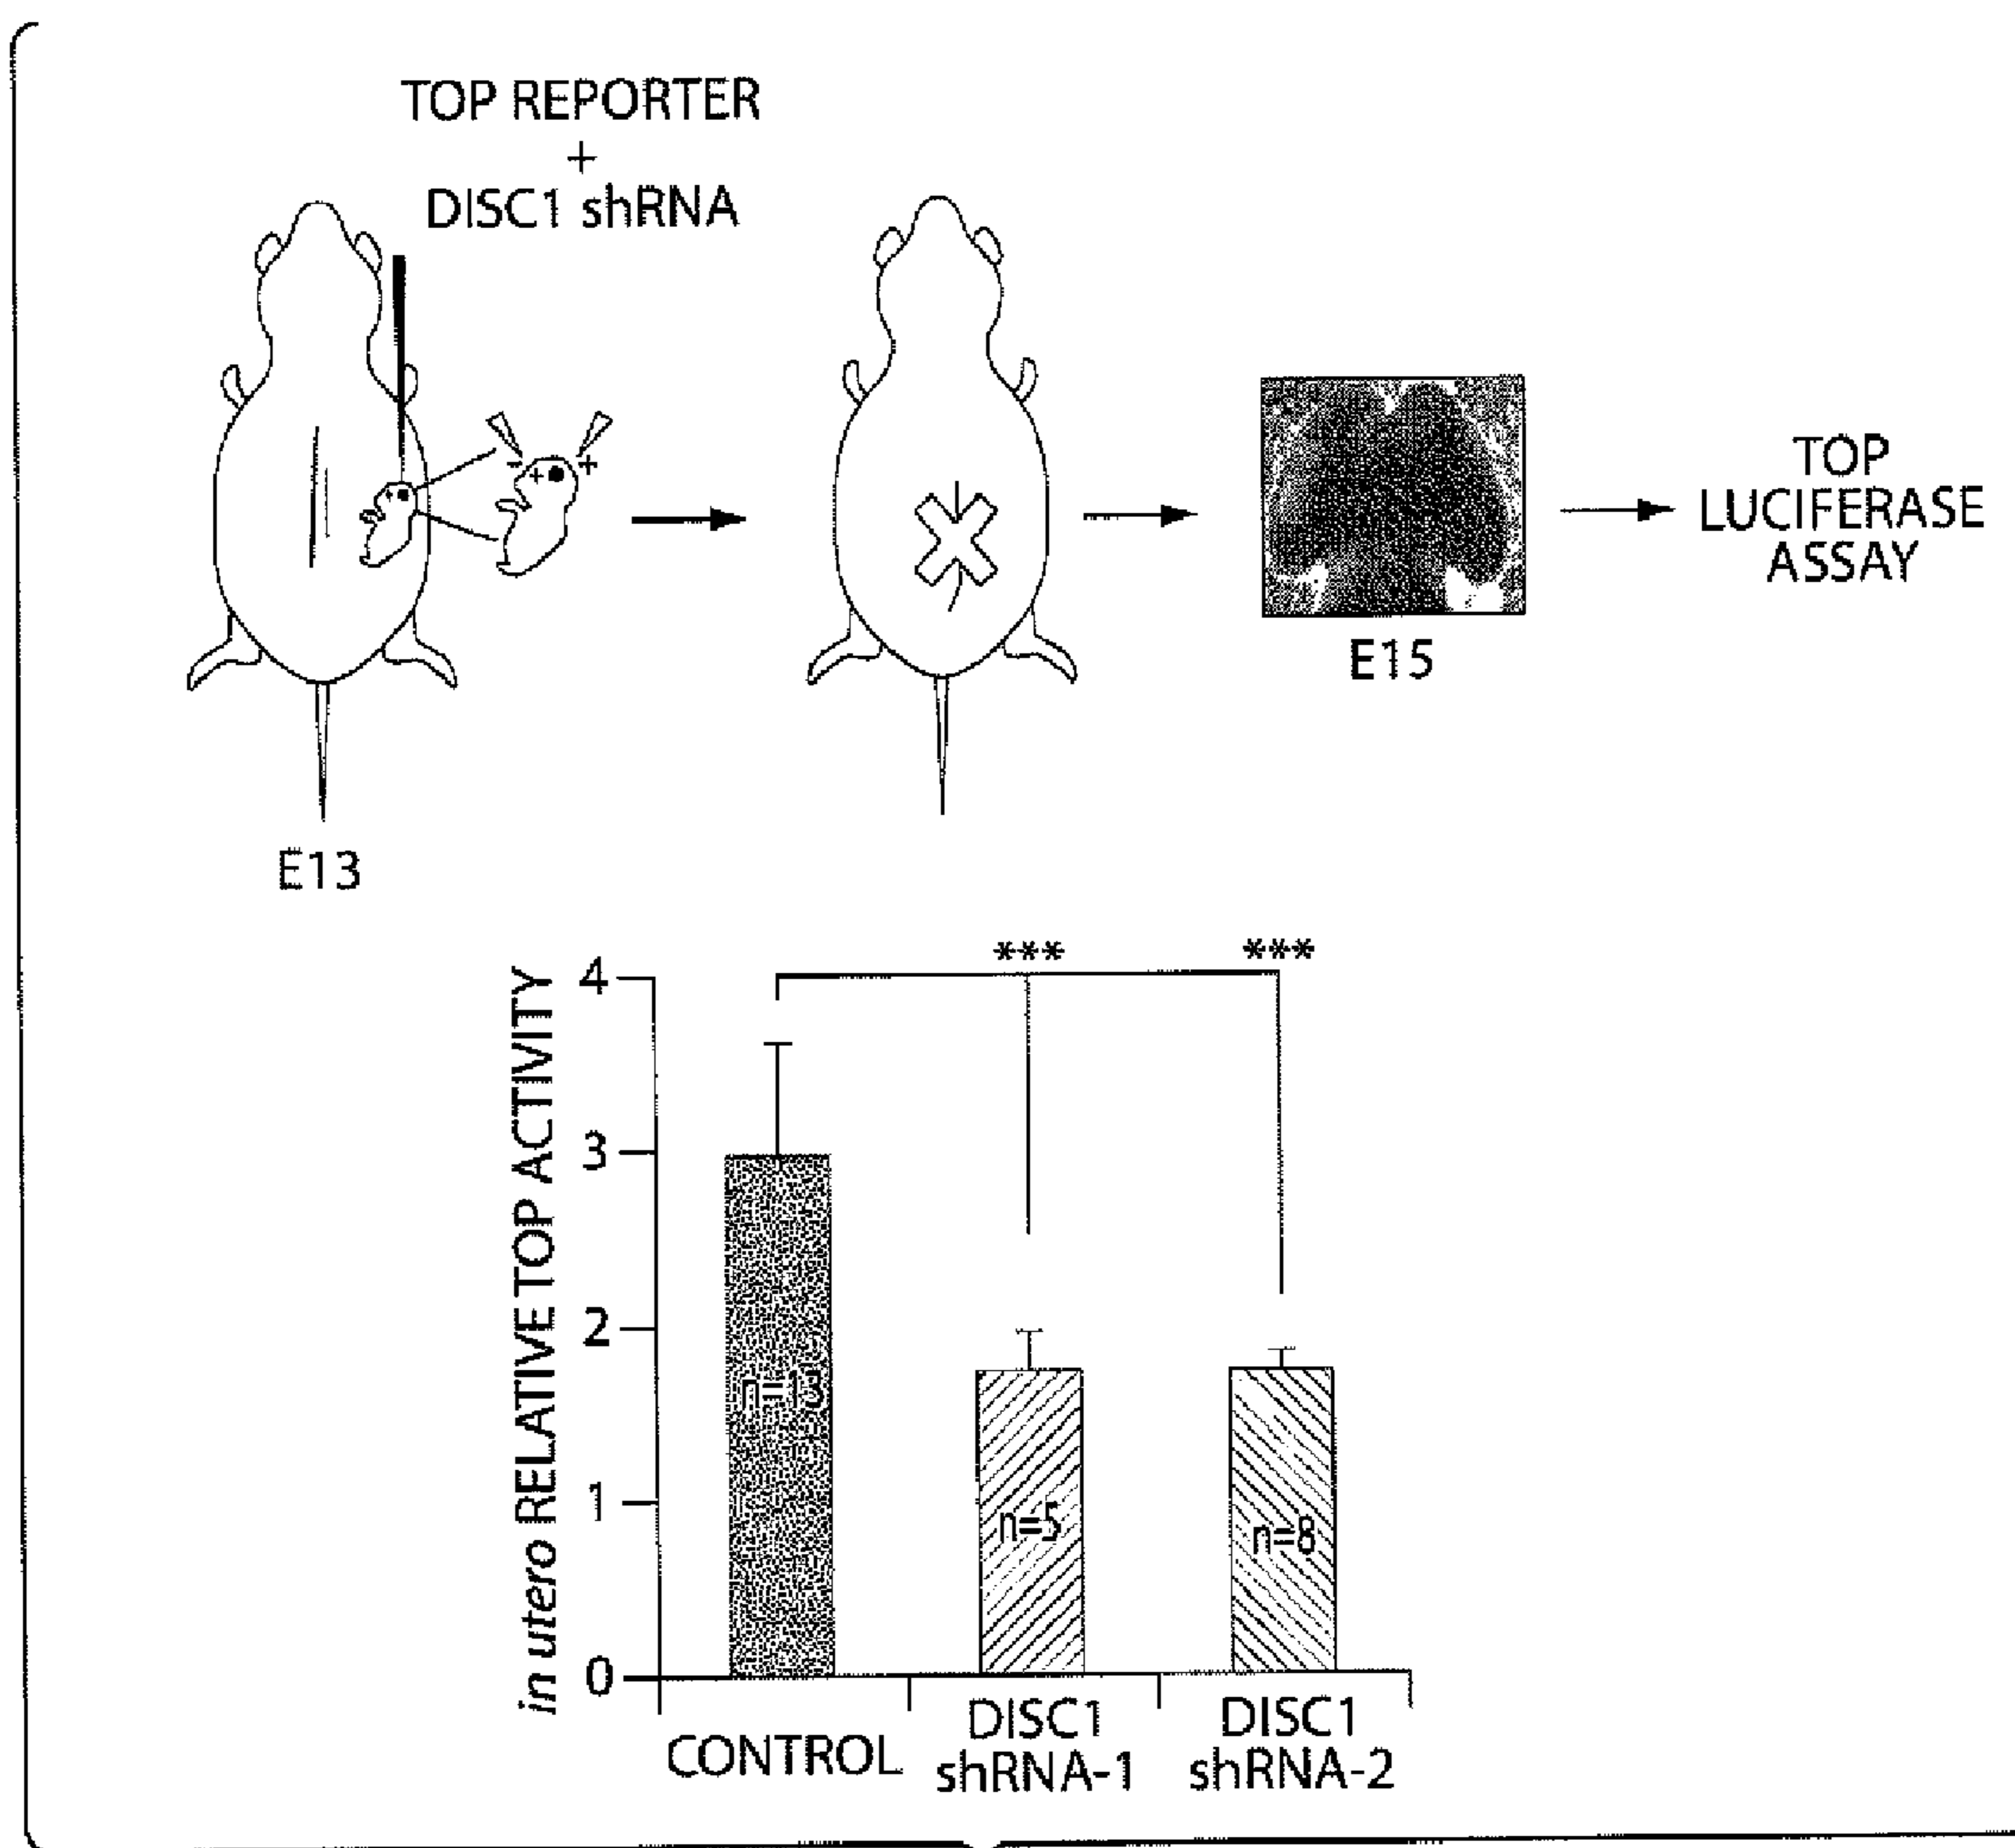 TOP REPORTER
+
DISC1 shRNA
- + +
TOP
LUCIFERASE
ASSAY
E15
E13
*** ***
in utero RELATIVE TOP ACTIVITY
4
3
2
1
0
n=13
n=5
n=8
CONTROL
DISC1
shRNA-1
DISC1
shRNA-2